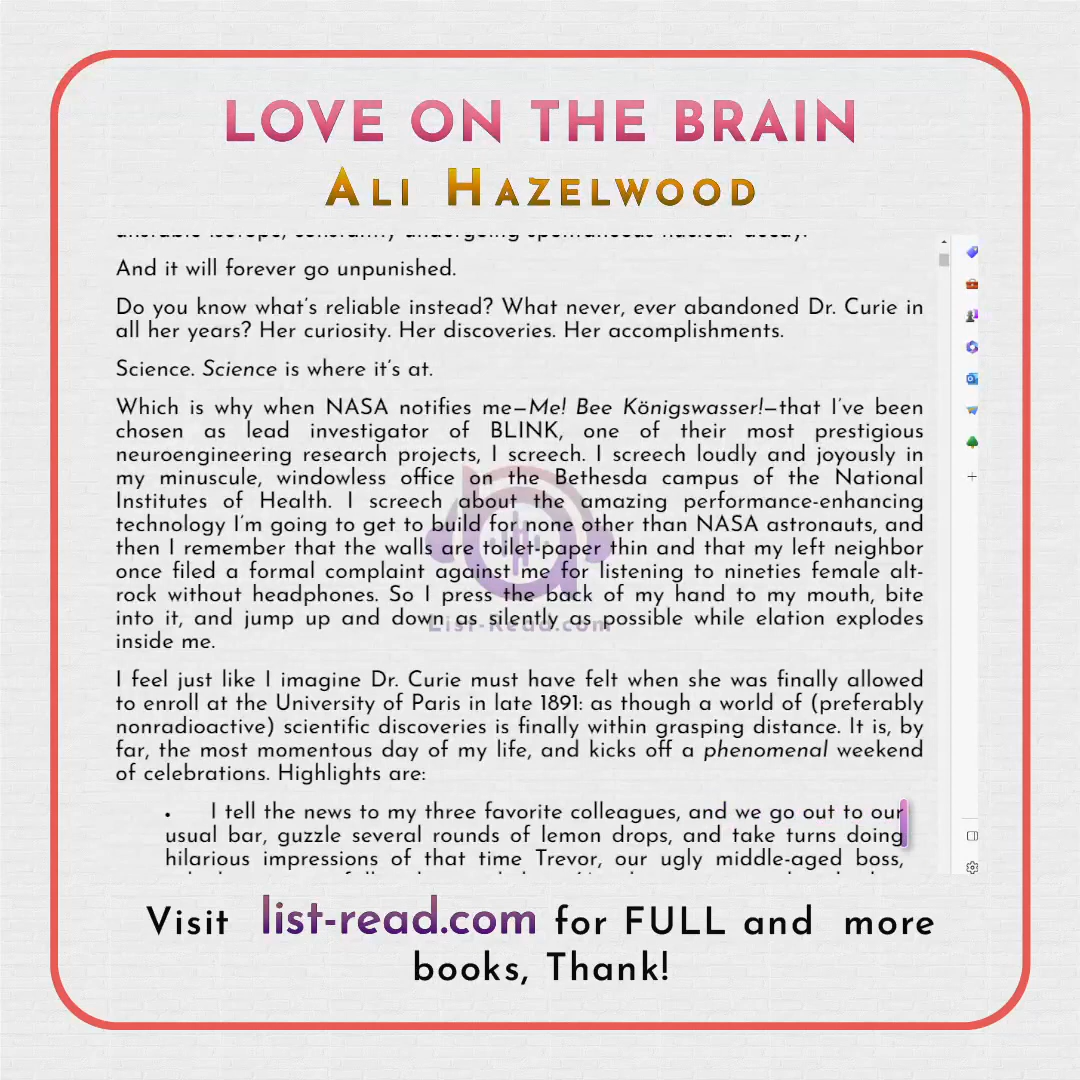 LOVE ON THE BRAIN
ALI HAZELWOOD
unstable isotope, constantly undergoing spontaneous nuclear decay.
And it will forever go unpunished.
Do you know what's reliable instead? What never, ever abandoned Dr. Curie in
all her years? Her curiosity. Her discoveries. Her accomplishments.
Science. Science is where it's at.
Which is why when NASA notifies me—Me! Bee Königswasser!—that I've been
chosen as lead investigator of BLINK, one of their most prestigious
neuroengineering research projects, I screech. I screech loudly and joyously in
my minuscule, windowless office on the Bethesda campus of the National
Institutes of Health. I screech about the amazing performance-enhancing
technology I'm going to get to build for none other than NASA astronauts, and
then I remember that the walls are toilet-paper thin and that my left neighbor
once filed a formal complaint against me for listening to nineties female alt-
rock without headphones. So I press the back of my hand to my mouth, bite
into it, and jump up and down as silently as possible while elation explodes
inside me.
List-Read.com
I feel just like I imagine Dr. Curie must have felt when she was finally allowed
to enroll at the University of Paris in late 1891: as though a world of (preferably
nonradioactive) scientific discoveries is finally within grasping distance. It is, by
far, the most momentous day of my life, and kicks off a phenomenal weekend
of celebrations. Highlights are:
• I tell the news to my three favorite colleagues, and we go out to our
usual bar, guzzle several rounds of lemon drops, and take turns doing
hilarious impressions of that time Trevor, our ugly middle-aged boss,
Visit list-read.com for FULL and more
books, Thank!